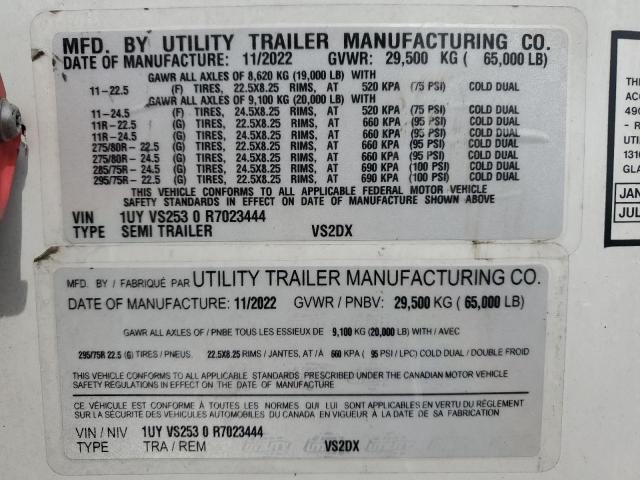 MFD. BY UTILITY TRAILER MANUFACTURING CO.
DATE OF MANUFACTURE: 11/2022 GVWR: 29,500 KG ( 65,000 LB)
GAWR ALL AXLES OF 8,620 KG (19,000 LB) WITH
11-22.5 (F) TIRES, 22.5X8.25 RIMS, AT 520 KPA (75 PSI) COLD DUAL
GAWR ALL AXLES OF 9,100 KG (20,000 LB) WITH
11-24.5 (F) TIRES, 24.5X8.25 RIMS, AT 520 KPA (75 PSI) COLD DUAL
11R-22.5 (G) TIRES, 22.5X8.25 RIMS, AT 660 KPA (95 PSI) COLD DUAL
11R-24.5 (G) TIRES, 24.5X8.25 RIMS, AT 660 KPA (95 PSI) COLD DUAL
275/80R-22.5 (G) TIRES, 22.5X8.25 RIMS, AT 660 KPA (95 PSI) COLD DUAL
275/80R-24.5 (G) TIRES, 24.5X8.25 RIMS, AT 660 KPA (95 PSI) COLD DUAL
285/75R-24.5 (G) TIRES, 24.5X8.25 RIMS, AT 690 KPA (100 PSI) COLD DUAL
295/75R-22.5 (G) TIRES, 22.5X8.25 RIMS, AT 690 KPA (100 PSI) COLD DUAL
THIS VEHICLE CONFORMS TO ALL APPLICABLE FEDERAL MOTOR VEHICLE
SAFETY STANDARDS IN EFFECT ON DATE OF MANUFACTURE SHOWN ABOVE
VIN 1UY VS253 0 R7023444
TYPE SEMI TRAILER VS2DX
MFD. BY / FABRIQUÉ PAR UTILITY TRAILER MANUFACTURING CO.
DATE OF MANUFACTURE: 11/2022 GVWR / PNBV: 29,500 KG ( 65,000 LB)
GAWR ALL AXLES OF / PNBE TOUS LES ESSIEUX DE 9,100 KG (20,000 LB) WITH / AVEC
295/75R 22.5 (G) TIRES / PNEUS. 22.5X8.25 RIMS / JANTES, AT / À 660 KPA ( 95 PSI / LPC) COLD DUAL / DOUBLE FROID
THIS VEHICLE CONFORMS TO ALL APPLICABLE STANDARDS PRESCRIBED UNDER THE CANADIAN MOTOR VEHICLE
SAFETY REGULATIONS IN EFFECT ON THE DATE OF MANUFACTURE
CE VÉHICULE EST CONFORME À TOUTES LES NORMES QUI LUI SONT APPLICABLES EN VERTU DU RÈGLEMENT
SUR LA SÉCURITÉ DES VÉHICULES AUTOMOBILES DU CANADA EN VIGUEUR À LA DATE DE SA FABRICATION
VIN / NIV 1UY VS253 0 R7023444
TYPE TRA / REM VS2DX
THI
ACC
49C
- R
UTIL
1316
GLA
JAN
JUL